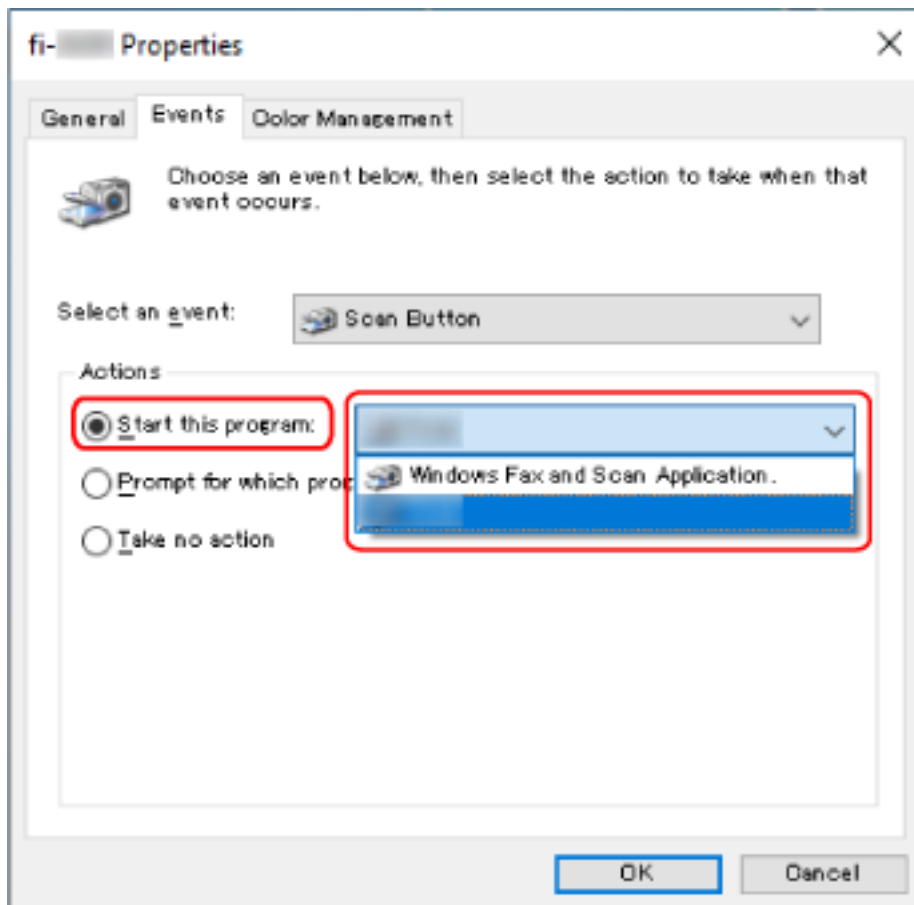 fi- Properties
General Events Color Management
Choose an event below, then select the action to take when that
event occurs.
Select an event: Scan Button
Actions
Start this program:
Windows Fax and Scan Application.
Prompt for which
Take no action
OK Cancel